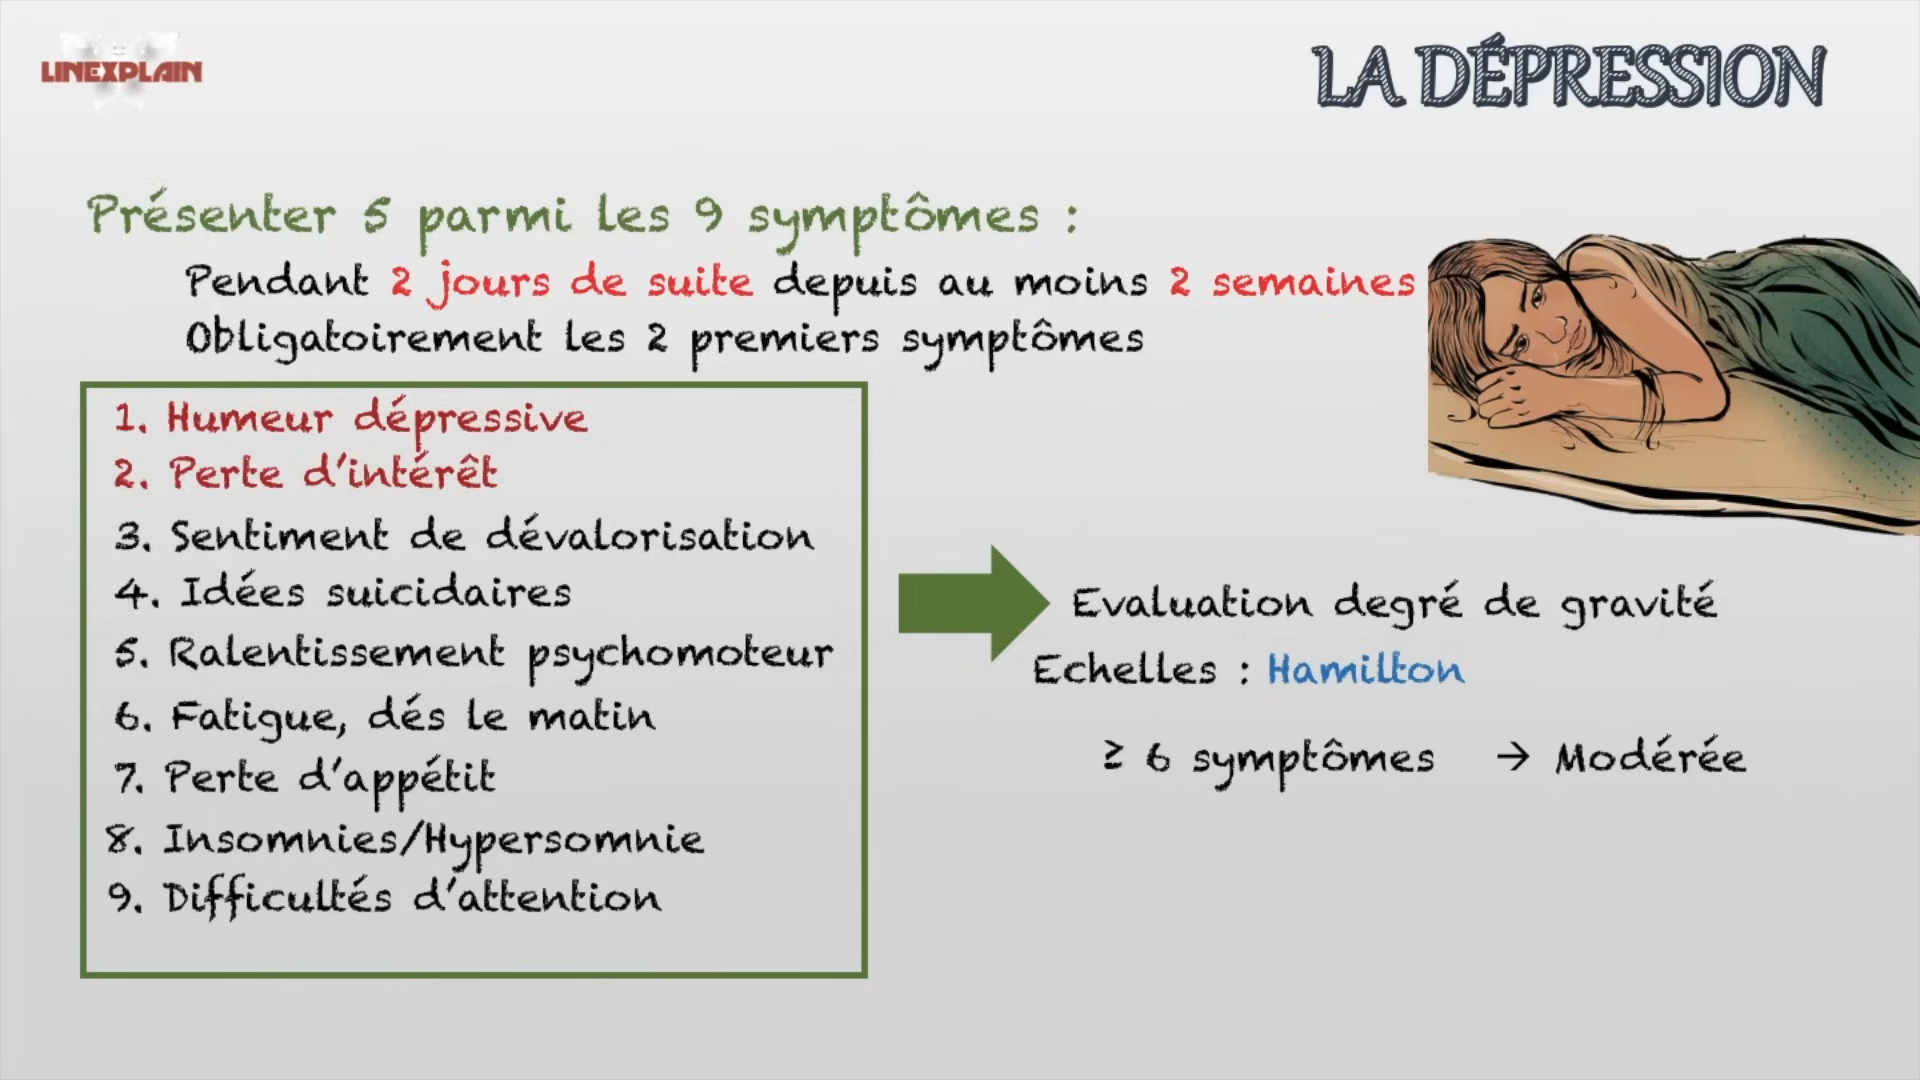 LINEXPLAIN
LA DÉPRESSION
Présenter 5 parmi les 9 symptômes :
Pendant 2 jours de suite depuis au moins 2 semaines
Obligatoirement les 2 premiers symptômes
1. Humeur dépressive
2. Perte d'intérêt
3. Sentiment de dévalorisation
4. Idées suicidaires
5. Ralentissement psychomoteur
6. Fatigue, dés le matin
7. Perte d'appétit
8. Insomnies/Hypersomnie
9. Difficultés d'attention
Evaluation degré de gravité
Echelles : Hamilton
≥ 6 symptômes → Modérée